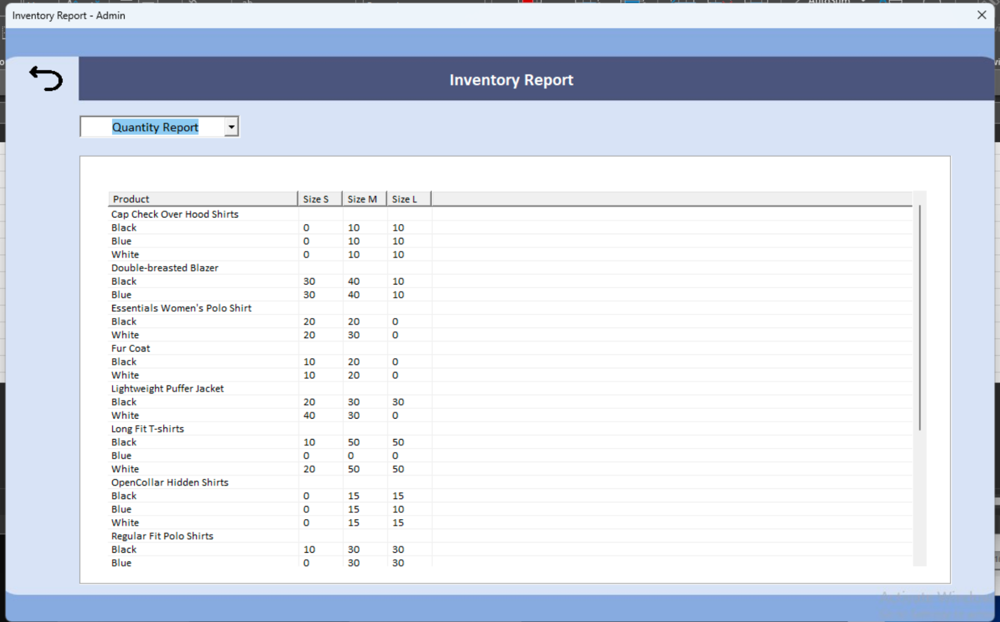 AutoSum
Inventory Report - Admin
Inventory Report
Quantity Report
Product Size S Size M Size L
Cap Check Over Hood Shirts
Black 0 10 10
Blue 0 10 10
White 0 10 10
Double-breasted Blazer
Black 30 40 10
Blue 30 40 10
Essentials Women's Polo Shirt
Black 20 20 0
White 20 30 0
Fur Coat
Black 10 20 0
White 10 20 0
Lightweight Puffer Jacket
Black 20 30 30
White 40 30 0
Long Fit T-shirts
Black 10 50 50
Blue 0 0 0
White 20 50 50
OpenCollar Hidden Shirts
Black 0 15 15
Blue 0 15 10
White 0 15 15
Regular Fit Polo Shirts
Black 10 30 30
Blue 0 30 30